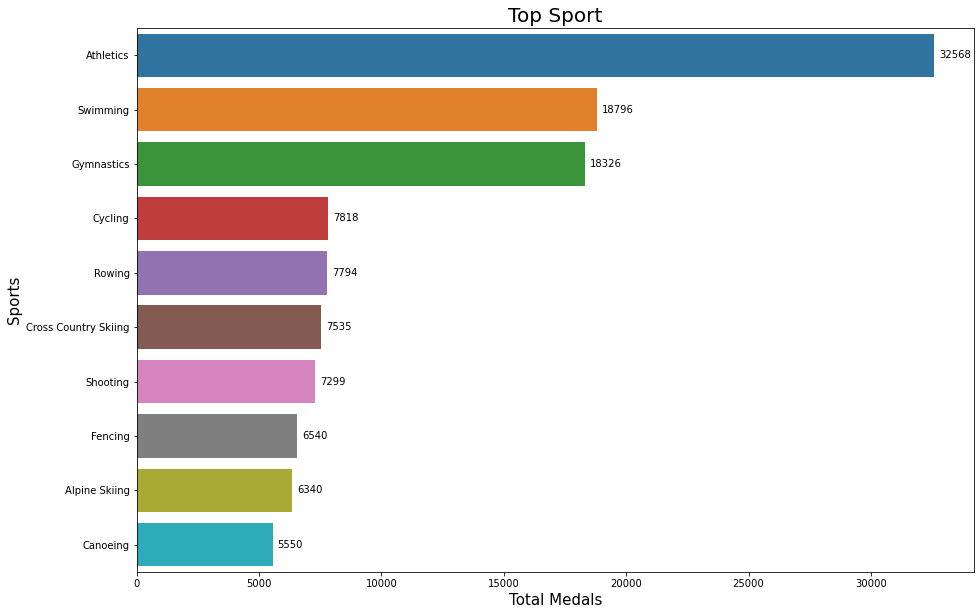 Top Sport
Sports
Athletics 32568
Swimming 18796
Gymnastics 18326
Cycling 7818
Rowing 7794
Cross Country Skiing 7535
Shooting 7299
Fencing 6540
Alpine Skiing 6340
Canoeing 5550
0 5000 10000 15000 20000 25000 30000
Total Medals